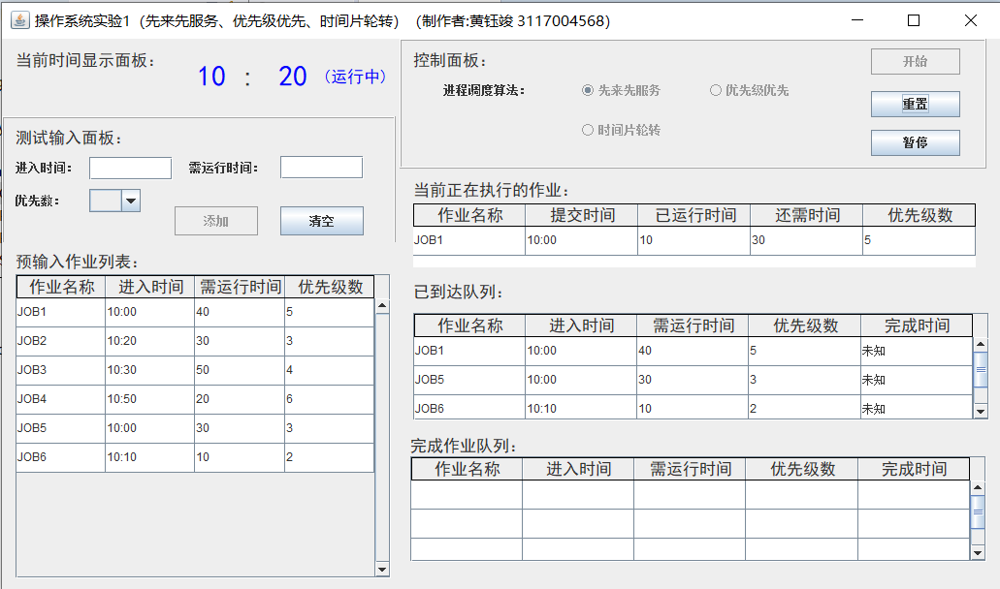 操作系统实验1（先来先服务、优先级优先、时间片轮转）（制作者:黄钰竣 3117004568）
当前时间显示面板：
10 : 20 （运行中）
测试输入面板：
进入时间： 需运行时间：
优先数：
添加 清空
预输入作业列表：
作业名称 进入时间 需运行时间 优先级数
JOB1 10:00 40 5
JOB2 10:20 30 3
JOB3 10:30 50 4
JOB4 10:50 20 6
JOB5 10:00 30 3
JOB6 10:10 10 2
控制面板：
进程调度算法： 先来先服务 优先级优先
时间片轮转
开始
重置
暂停
当前正在执行的作业：
作业名称 提交时间 已运行时间 还需时间 优先级数
JOB1 10:00 10 30 5
已到达队列：
作业名称 进入时间 需运行时间 优先级数 完成时间
JOB1 10:00 40 5 未知
JOB5 10:00 30 3 未知
JOB6 10:10 10 2 未知
完成作业队列：
作业名称 进入时间 需运行时间 优先级数 完成时间